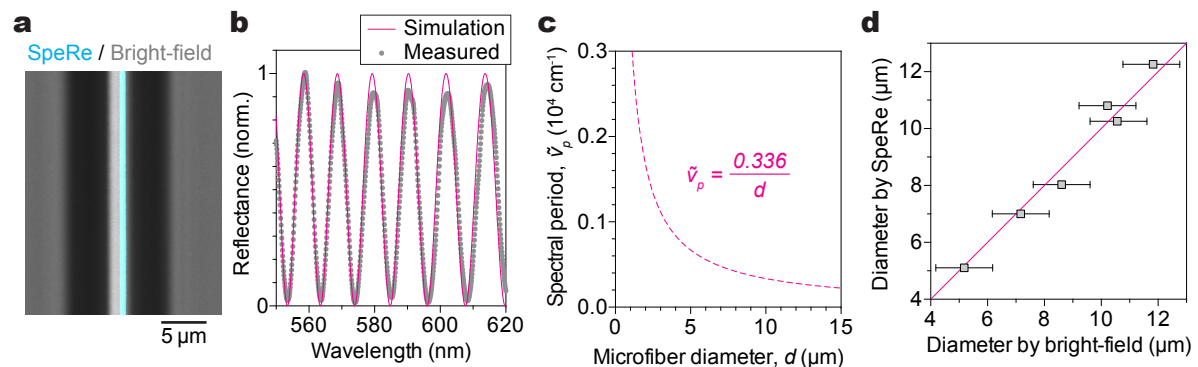 a
SpeRe / Bright-field
5 µm
b
Simulation
Measured
Reflectance (norm.)
1
0
560 580 600 620
Wavelength (nm)
c
Spectral period, ṽp (10⁴ cm⁻¹)
0.3
0.2
0.1
0.0
ṽp = 0.336
d
0 5 10 15
Microfiber diameter, d (µm)
d
Diameter by SpeRe (µm)
12
10
8
6
4
4 6 8 10 12
Diameter by bright-field (µm)